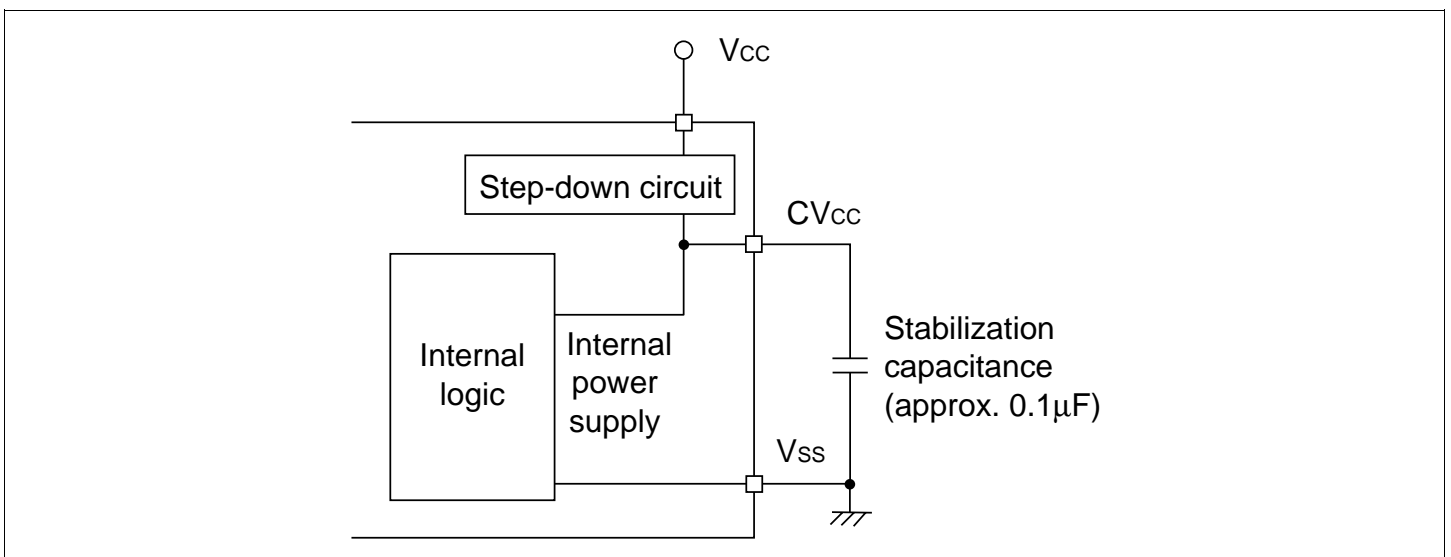 Vcc
Step-down circuit
CVcc
Internal
logic
Internal
power
supply
Stabilization
capacitance
(approx. 0.1μF)
Vss